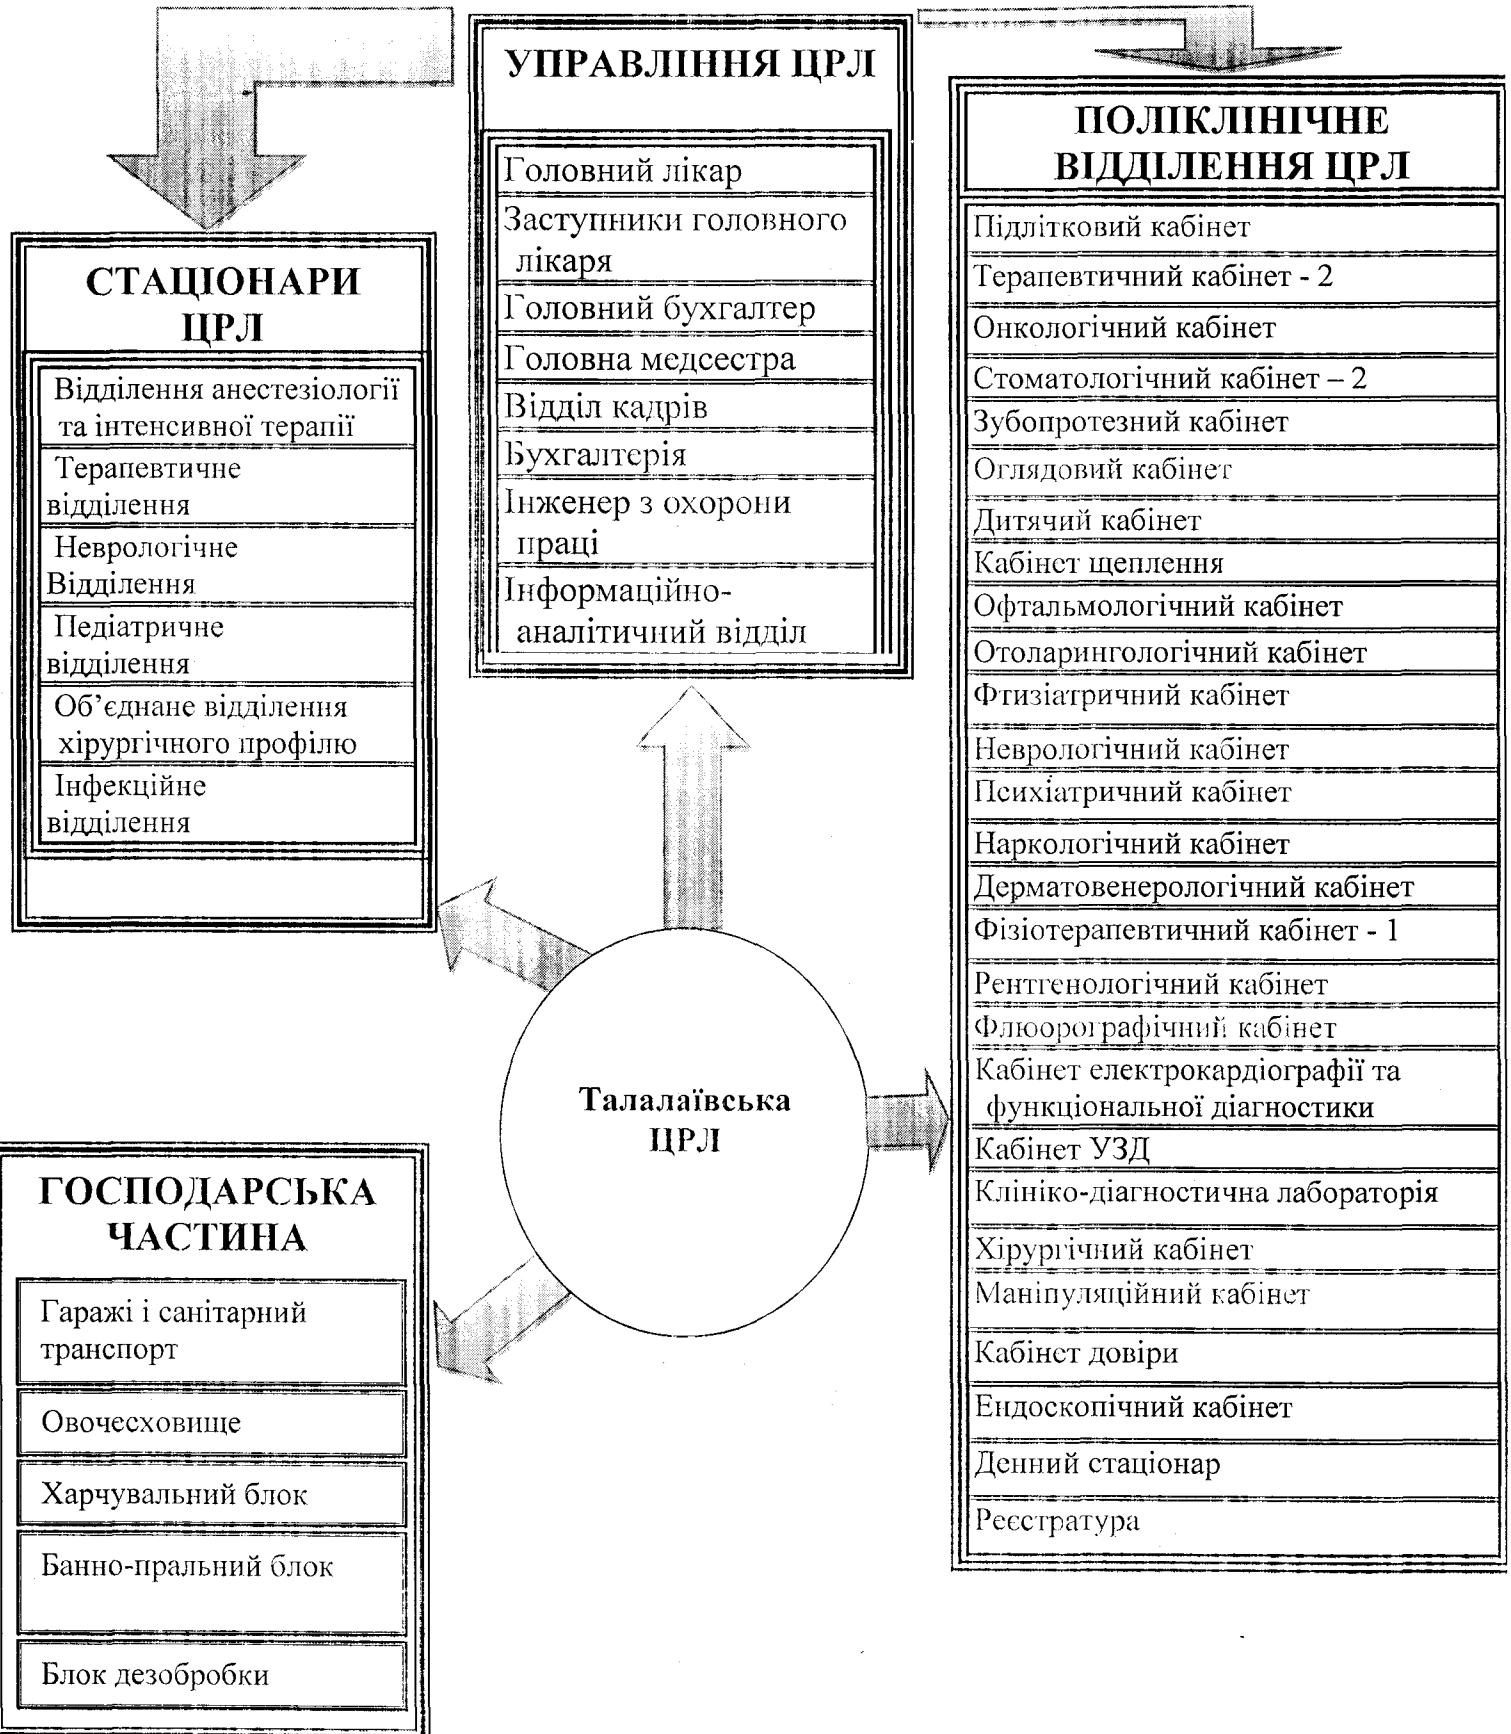 УПРАВЛІННЯ ЦРЛ
Головний лікар
Заступники головного
лікаря
Головний бухгалтер
Головна медсестра
Відділ кадрів
Бухгалтерія
Інженер з охорони
праці
Інформаційно-
аналітичний відділ
СТАЦІОНАРИ
ЦРЛ
Відділення анестезіології
та інтенсивної терапії
Терапевтичне
відділення
Неврологічне
Відділення
Педіатричне
відділення
Об’єднане відділення
хірургічного профілю
Інфекційне
відділення
ПОЛІКЛІНІЧНЕ
ВІДДІЛЕННЯ ЦРЛ
Підлітковий кабінет
Терапевтичний кабінет - 2
Онкологічний кабінет
Стоматологічний кабінет – 2
Зубопротезний кабінет
Оглядовий кабінет
Дитячий кабінет
Кабінет щеплення
Офтальмологічний кабінет
Отоларингологічний кабінет
Фтизіатричний кабінет
Неврологічний кабінет
Психіатричний кабінет
Наркологічний кабінет
Дерматовенерологічний кабінет
Фізіотерапевтичний кабінет - 1
Рентгенологічний кабінет
Флюорографічний кабінет
Кабінет електрокардіографії та
функціональної діагностики
Кабінет УЗД
Клініко-діагностична лабораторія
Хірургічний кабінет
Маніпуляційний кабінет
Кабінет довіри
Ендоскопічний кабінет
Денний стаціонар
Реєстратура
Талалаївська
ЦРЛ
ГОСПОДАРСЬКА
ЧАСТИНА
Гаражі і санітарний
транспорт
Овочесховище
Харчувальний блок
Банно-пральний блок
Блок дезобробки